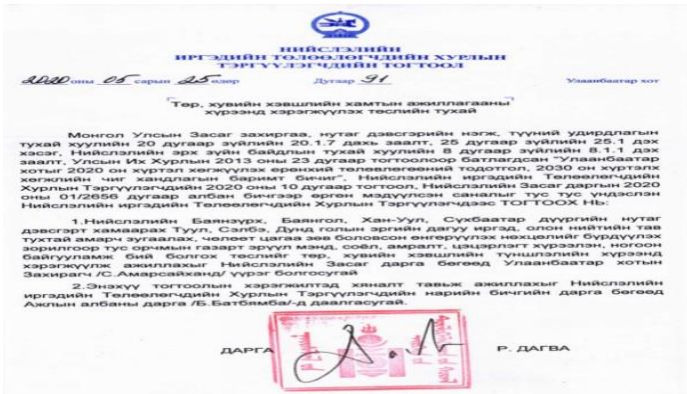 НИЙСЛЭЛИЙН
ИРГЭДИЙН ТӨЛӨӨЛӨГЧДИЙН ХУРЛЫН
ТЭРГҮҮЛЭГЧДИЙН ТОГТООЛ
2020 оны 05 сарын 25 өдөр Дугаар 91 Улаанбаатар хот
Төр, хувийн хэвшлийн хамтын ажиллагааны
хүрээнд хэрэгжүүлэх төслийн тухай
Монгол Улсын Засаг захиргаа, нутаг дэвсгэрийн нэгж, түүний удирдлагын
тухай хуулийн 20 дугаар зүйлийн 20.1.7 дахь заалт, 25 дугаар зүйлийн 25.1 дэх
хэсэг, Нийслэлийн эрх зүйн байдлын тухай хуулийн 8 дугаар зүйлийн 8.1.1 дэх
заалт, Улсын Их Хурлын 2013 оны 23 дугаар тогтоолоор батлагдсан "Улаанбаатар
хотыг 2020 он хүртэл хөгжүүлэх ерөнхий төлөвлөгөөний тодотгол, 2030 он хүртэлх
хөгжлийн чиг хандлагын баримт бичиг", Нийслэлийн иргэдийн Төлөөлөгчдийн
Хурлын Тэргүүлэгчдийн 2020 оны 10 дугаар тогтоол, Нийслэлийн Засаг даргын 2020
оны 01/2656 дугаар албан бичгээр өргөн мэдүүлсэн саналыг тус тус үндэслэн
Нийслэлийн иргэдийн Төлөөлөгчдийн Хурлын Тэргүүлэгчдээс ТОГТООХ НЬ:
1.Нийслэлийн Баянзүрх, Баянгол, Хан-Уул, Сүхбаатар дүүргийн нутаг
дэвсгэрт хамаарах Туул, Сэлбэ, Дунд голын эргийн дагуу иргэд, олон нийтийн тав
тухтай амарч зугаалах, чөлөөт цагаа зөв боловсон өнгөрүүлэх нөхцөлийг бүрдүүлэх
зорилгоор тус орчмын газарт эрүүл мэнд, соёл, амралт, цэцэрлэгт хүрээлэн, ногоон
байгууламж бий болгох төслийг төр, хувийн хэвшлийн түншлэлийн хүрээнд
хэрэгжүүлж ажиллахыг Нийслэлийн Засаг дарга бөгөөд Улаанбаатар хотын
Захирагч /С.Амарсайханд/ үүрэг болгосугай
2.Энэхүү тогтоолын хэрэгжилтэд хяналт тавьж ажиллахыг Нийслэлийн
иргэдийн Төлөөлөгчдийн Хурлын Тэргүүлэгчдийн нарийн бичгийн дарга бөгөөд
Ажлын албаны дарга /Б.Батбямба/-д даалгасугай.
ДАРГА Р. ДАГВА